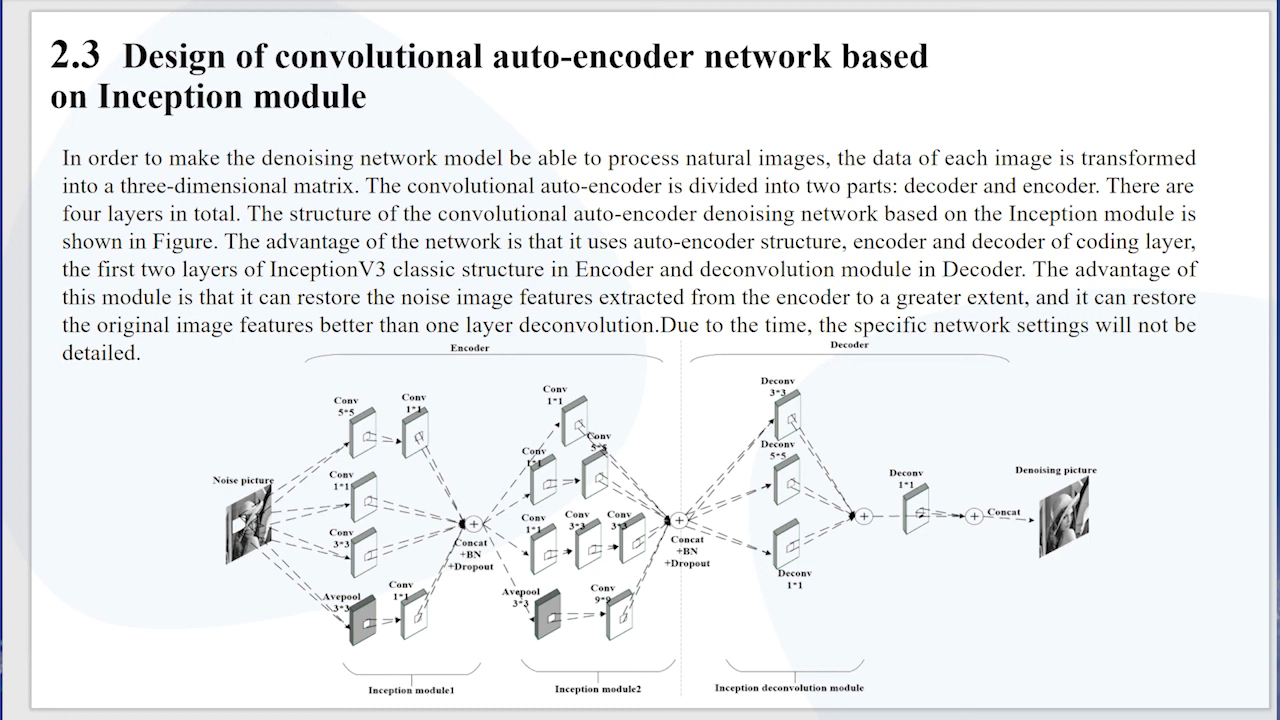 2.3 Design of convolutional auto-encoder network based
on Inception module
In order to make the denoising network model be able to process natural images, the data of each image is transformed
into a three-dimensional matrix. The convolutional auto-encoder is divided into two parts: decoder and encoder. There are
four layers in total. The structure of the convolutional auto-encoder denoising network based on the Inception module is
shown in Figure. The advantage of the network is that it uses auto-encoder structure, encoder and decoder of coding layer,
the first two layers of InceptionV3 classic structure in Encoder and deconvolution module in Decoder. The advantage of
this module is that it can restore the noise image features extracted from the encoder to a greater extent, and it can restore
the original image features better than one layer deconvolution.Due to the time, the specific network settings will not be
detailed.
Encoder
Decoder
Noise picture
Conv
5*5
Conv
1*1
Conv
1*1
Conv
3*3
Avepool
3*3
Conv
1*1
Concat
+BN
+Dropout
Conv
1*1
Conv
1*1
Conv
5*5
Conv
1*1
Conv
3*3
Conv
3*3
Avepool
3*3
Conv
9*9
Concat
+BN
+Dropout
Deconv
3*3
Deconv
5*5
Deconv
1*1
Deconv
1*1
Concat
Denoising picture
Inception module1
Inception module2
Inception deconvolution module